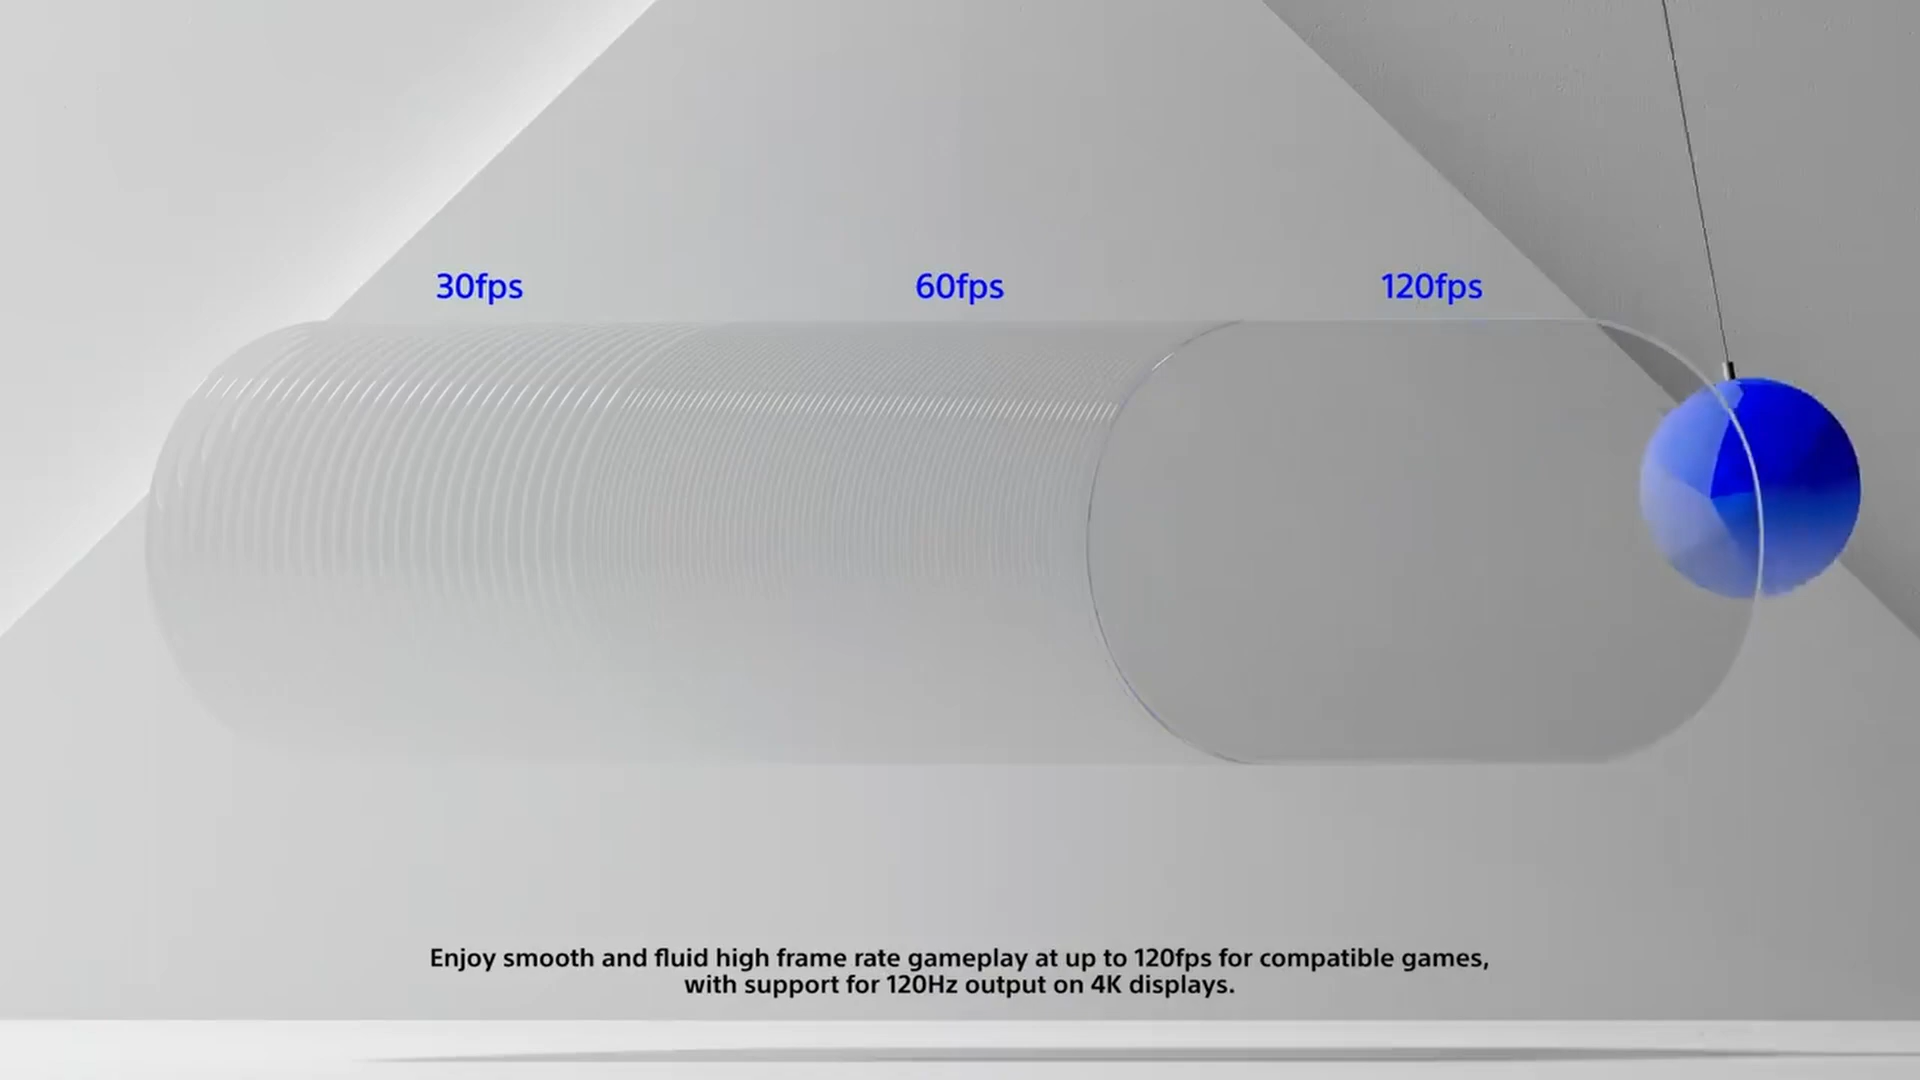 30fps 60fps 120fps
Enjoy smooth and fluid high frame rate gameplay at up to 120fps for compatible games,
with support for 120Hz output on 4K displays.